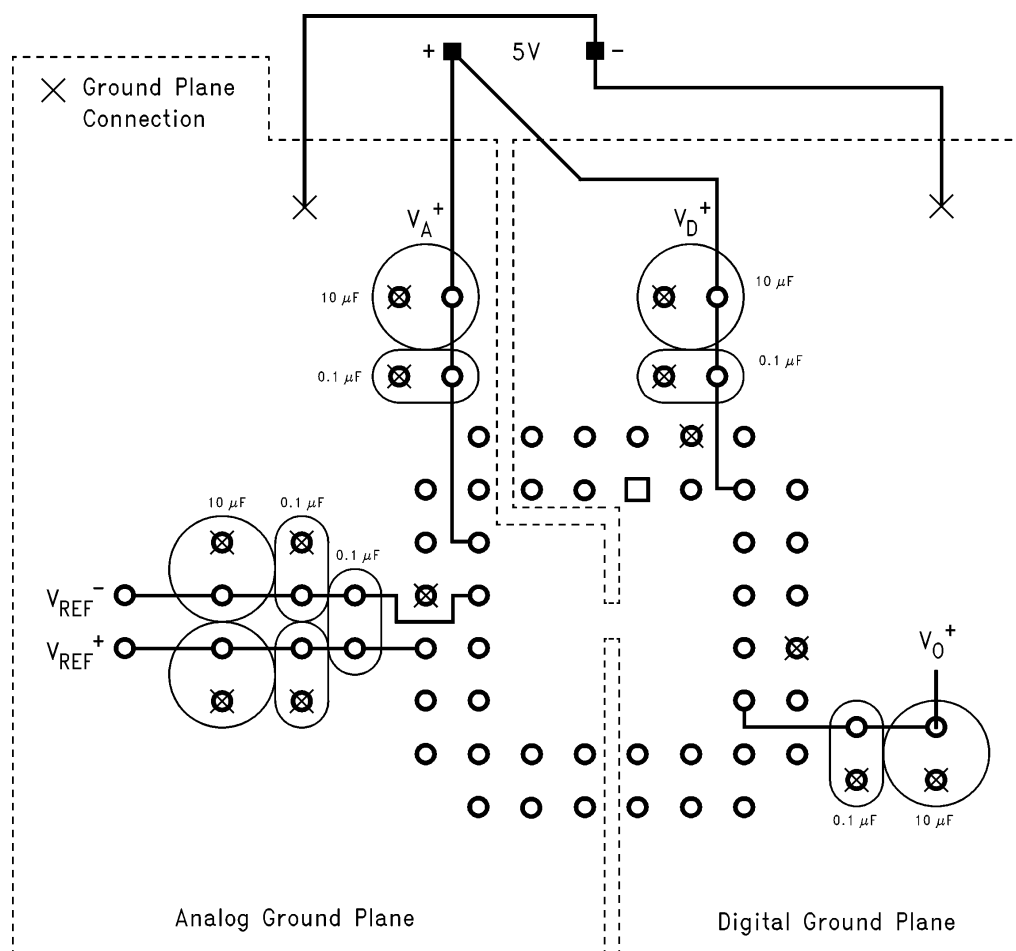 + 5V -
Ground Plane
Connection
VA+
VD+
10 µF
10 µF
0.1 µF
0.1 µF
10 µF
0.1 µF
0.1 µF
VREF-
VREF+
VO+
0.1 µF
10 µF
Analog Ground Plane
Digital Ground Plane